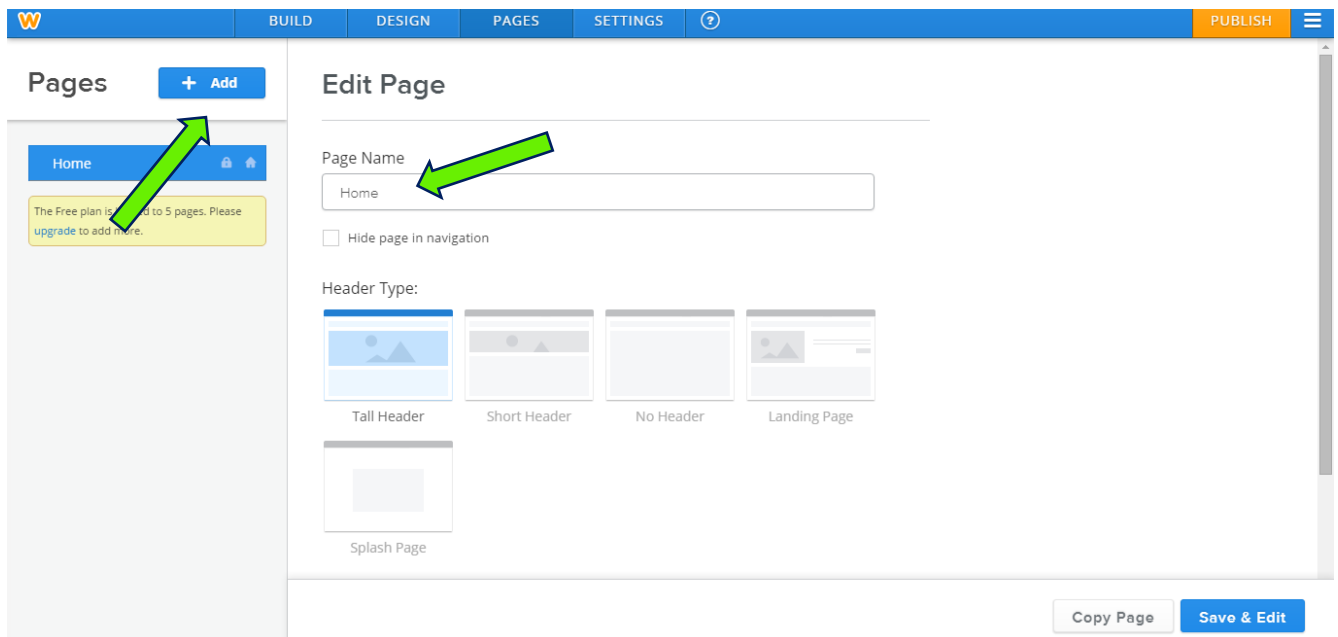 W BUILD DESIGN PAGES SETTINGS ? PUBLISH
Pages + Add
Home
The Free plan is to 5 pages. Please
upgrade to add more.
Edit Page
Page Name
Home
Hide page in navigation
Header Type:
Tall Header Short Header No Header Landing Page
Splash Page
Copy Page Save & Edit